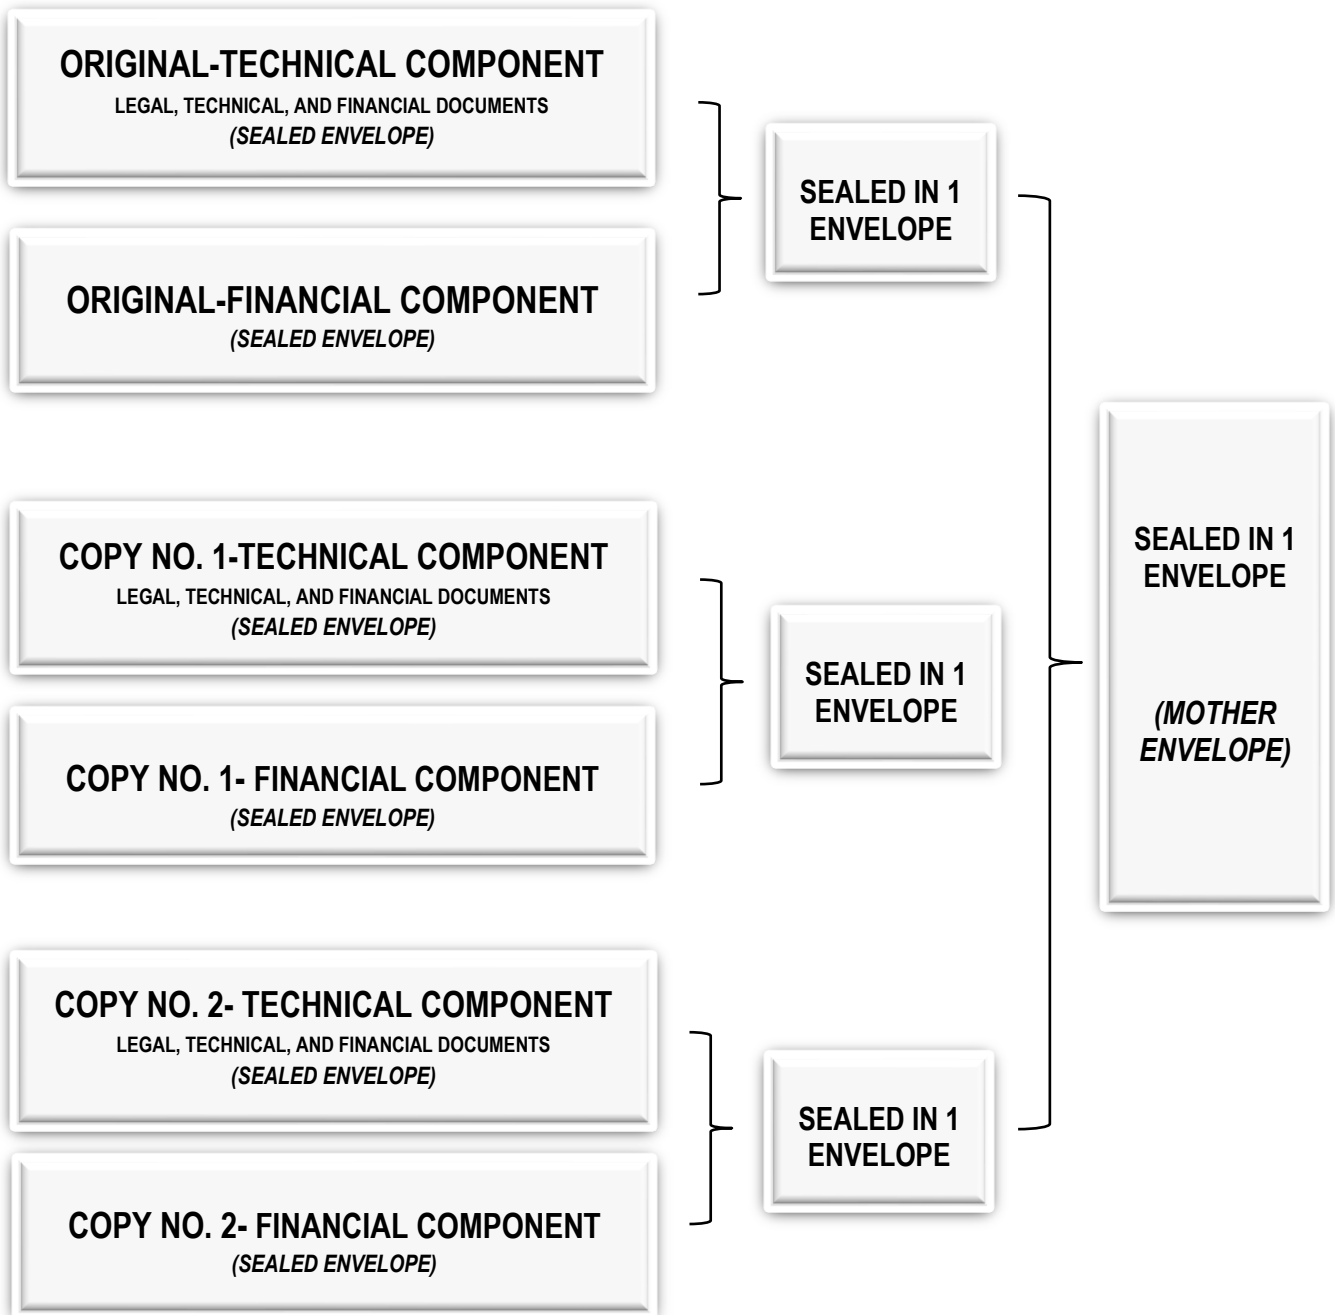 ORIGINAL-TECHNICAL COMPONENT
LEGAL, TECHNICAL, AND FINANCIAL DOCUMENTS
(SEALED ENVELOPE)
ORIGINAL-FINANCIAL COMPONENT
(SEALED ENVELOPE)
SEALED IN 1
ENVELOPE
COPY NO. 1-TECHNICAL COMPONENT
LEGAL, TECHNICAL, AND FINANCIAL DOCUMENTS
(SEALED ENVELOPE)
COPY NO. 1- FINANCIAL COMPONENT
(SEALED ENVELOPE)
SEALED IN 1
ENVELOPE
COPY NO. 2- TECHNICAL COMPONENT
LEGAL, TECHNICAL, AND FINANCIAL DOCUMENTS
(SEALED ENVELOPE)
COPY NO. 2- FINANCIAL COMPONENT
(SEALED ENVELOPE)
SEALED IN 1
ENVELOPE
SEALED IN 1
ENVELOPE
(MOTHER
ENVELOPE)